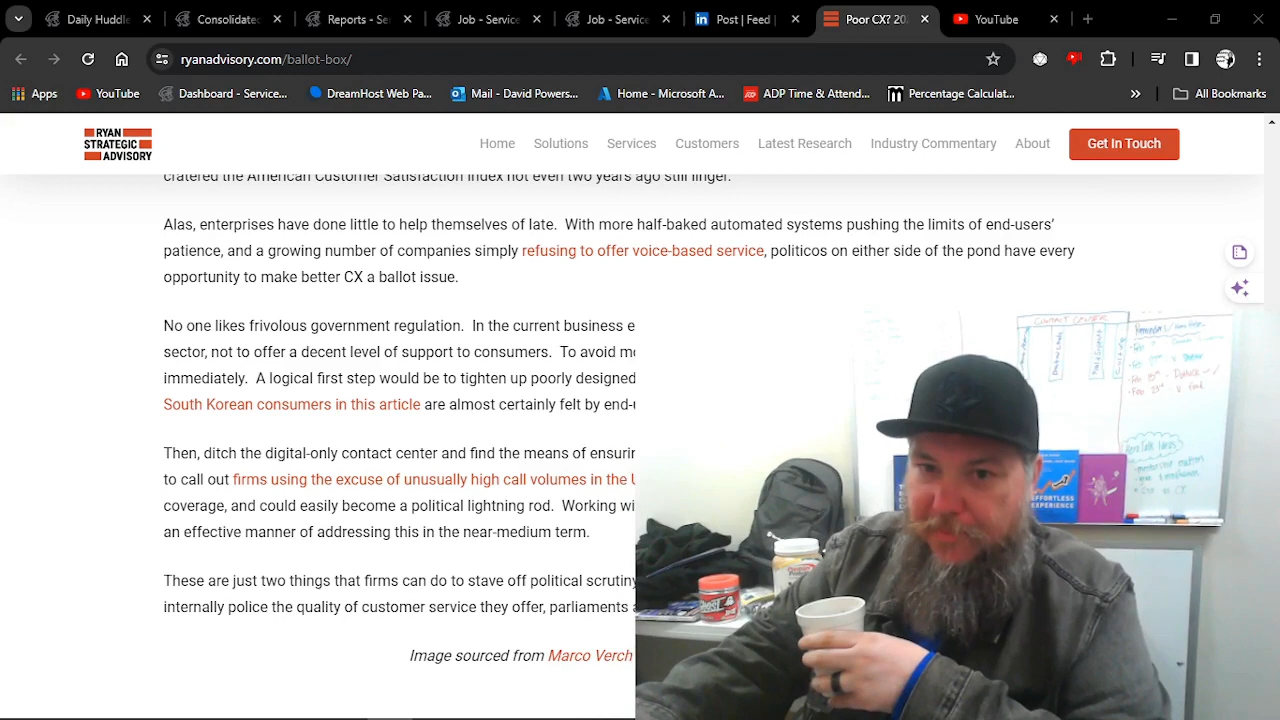 Daily Huddl
Consolidated
Reports - Ser
Job - Service
Job - Service
Post | Feed |
Poor CX? 20
YouTube
ryanadvisory.com/ballot-box/
Apps
YouTube
Dashboard - Service...
DreamHost Web Pa...
Mail - David Powers...
Home - Microsoft A...
ADP Time & Attend...
Percentage Calculat...
All Bookmarks
RYAN
STRATEGIC
ADVISORY
Home
Solutions
Services
Customers
Latest Research
Industry Commentary
About
Get In Touch
cratered the American Customer Satisfaction Index not even two years ago still linger.
Alas, enterprises have done little to help themselves of late. With more half-baked automated systems pushing the limits of end-users’
patience, and a growing number of companies simply refusing to offer voice-based service, politicos on either side of the pond have every
opportunity to make better CX a ballot issue.
No one likes frivolous government regulation. In the current business e
sector, not to offer a decent level of support to consumers. To avoid mo
immediately. A logical first step would be to tighten up poorly designed
South Korean consumers in this article are almost certainly felt by end-u
Then, ditch the digital-only contact center and find the means of ensurin
to call out firms using the excuse of unusually high call volumes in the U
coverage, and could easily become a political lightning rod. Working wi
an effective manner of addressing this in the near-medium term.
These are just two things that firms can do to stave off political scrutiny
internally police the quality of customer service they offer, parliaments a
Image sourced from Marco Verch
CONTACT CENTER
EFFORTLESS
EXPERIENCE